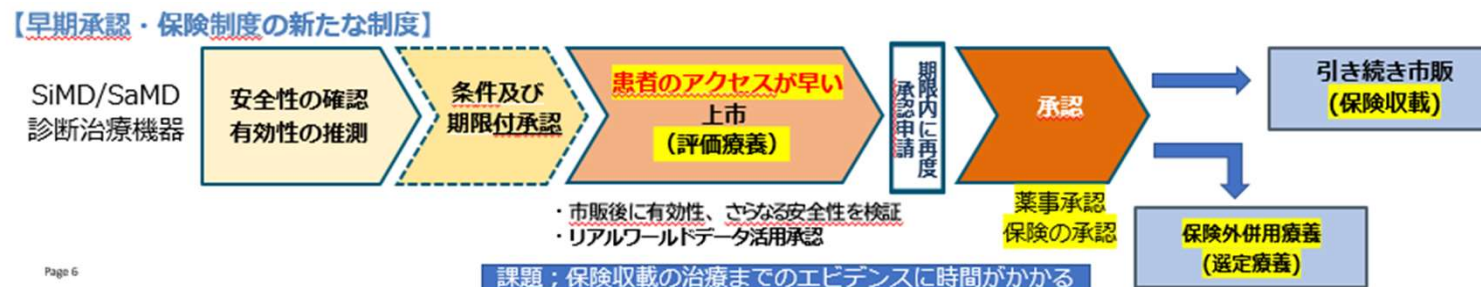 【早期承認・保険制度の新たな制度】
SiMD/SaMD
診断治療機器
安全性の確認
有効性の推測
条件及び
期限付承認
患者のアクセスが早い
上市
（評価療養）
・市販後に有効性、さらなる安全性を検証
・リアルワールドデータ活用承認
期限内に再度
承認申請
承認
薬事承認
保険の承認
引き続き市販
(保険収載)
保険外併用療養
(選定療養)
Page 6
課題；保険収載の治療までのエビデンスに時間がかかる